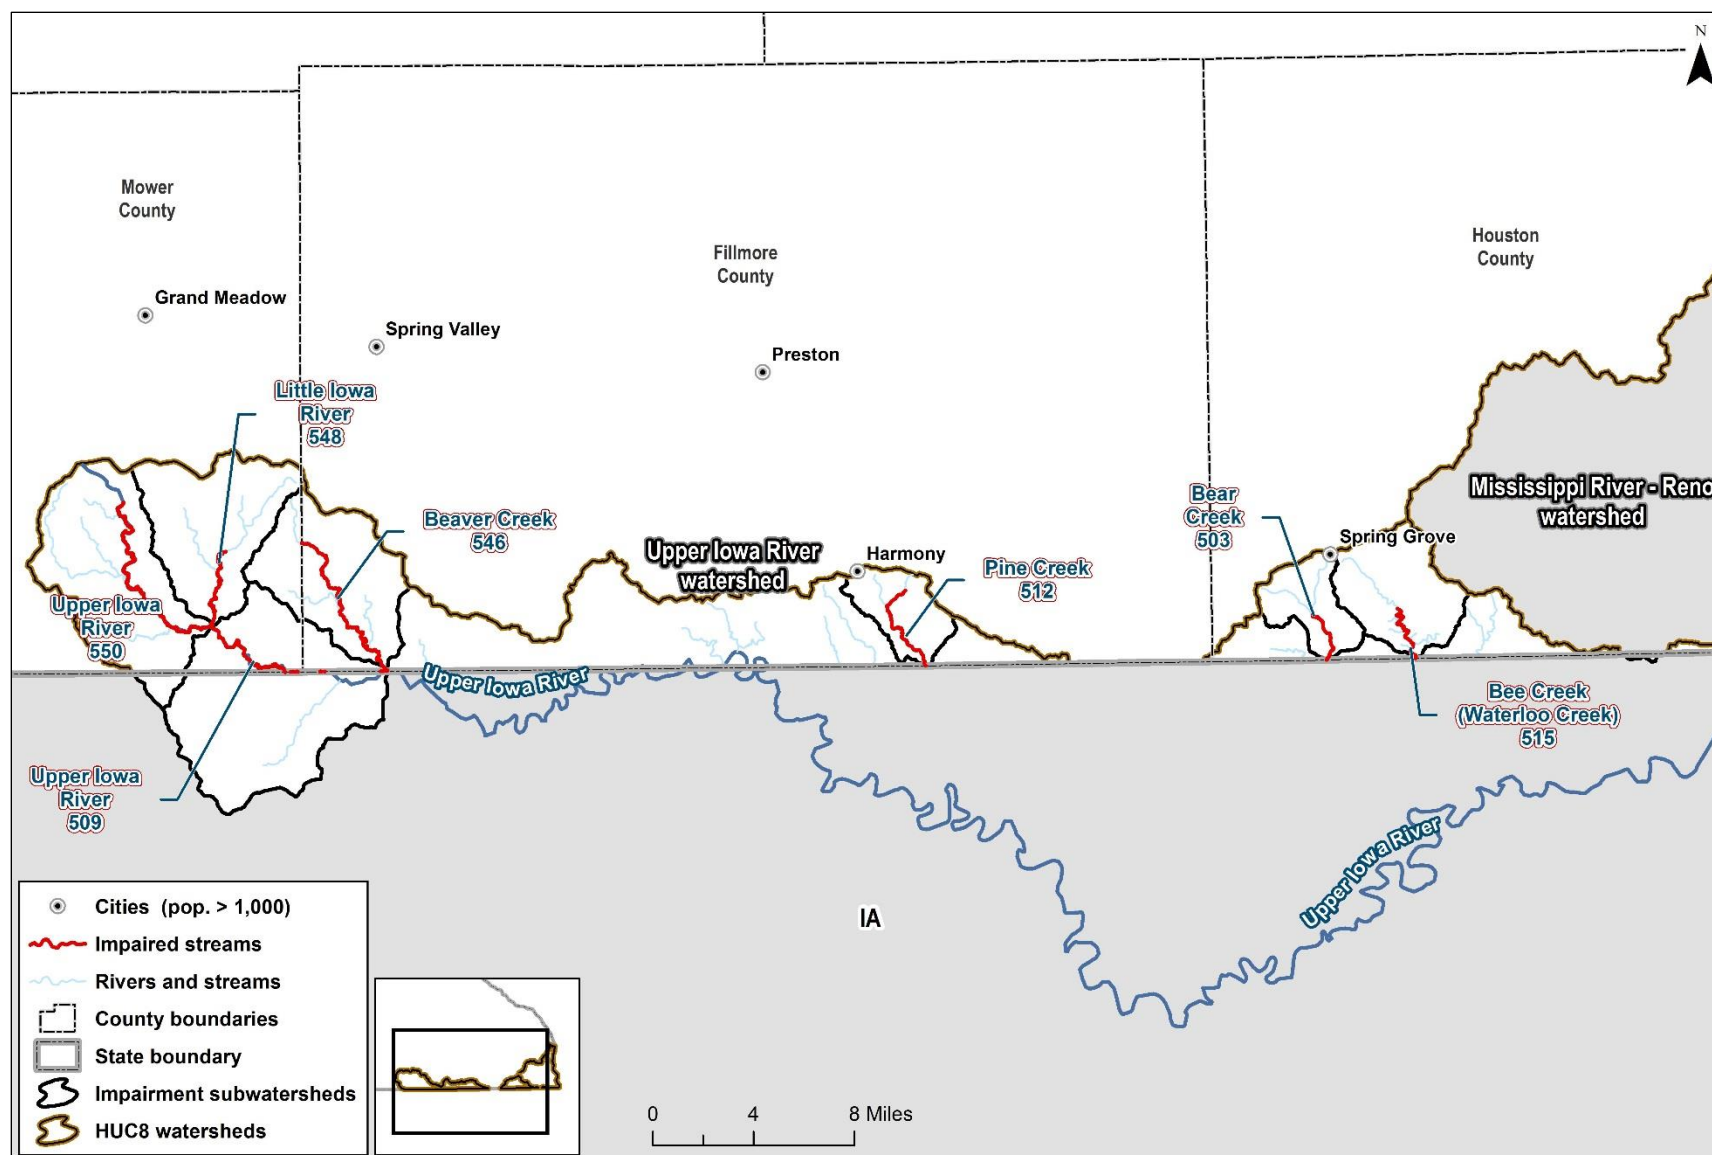 N
Mower
County
Fillmore
County
Houston
County
Grand Meadow
Spring Valley
Preston
Little Iowa
River
548
Beaver Creek
546
Upper Iowa River
watershed
Harmony
Pine Creek
512
Bear
Creek
503
Spring Grove
Mississippi River - Reno
watershed
Upper Iowa
River
550
Upper Iowa River
Bee Creek
(Waterloo Creek)
515
Upper Iowa
River
509
Upper Iowa River
IA
Cities (pop. > 1,000)
Impaired streams
Rivers and streams
County boundaries
State boundary
Impairment subwatersheds
HUC8 watersheds
0 4 8 Miles